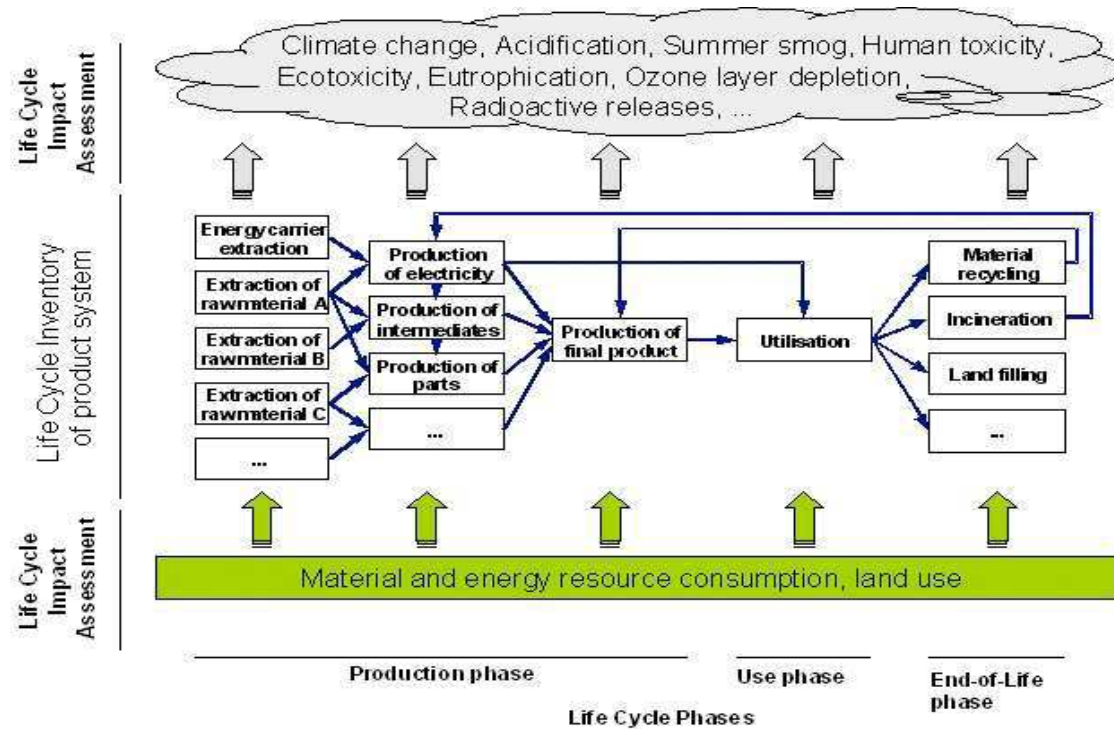 Climate change, Acidification, Summer smog, Human toxicity,
Ecotoxicity, Eutrophication, Ozone layer depletion,
Radioactive releases, ...
Life Cycle
Impact
Assessment
Life Cycle Inventory
of product system
Energy carrier
extraction
Extraction of
rawmaterial A
Extraction of
rawmaterial B
Extraction of
rawmaterial C
...
Production
of electricity
Production of
intermediates
Production of
parts
...
Production of
final product
Utilisation
Material
recycling
Incineration
Land filling
...
Life Cycle
Impact
Assessment
Material and energy resource consumption, land use
Production phase
Use phase
End-of-Life
phase
Life Cycle Phases